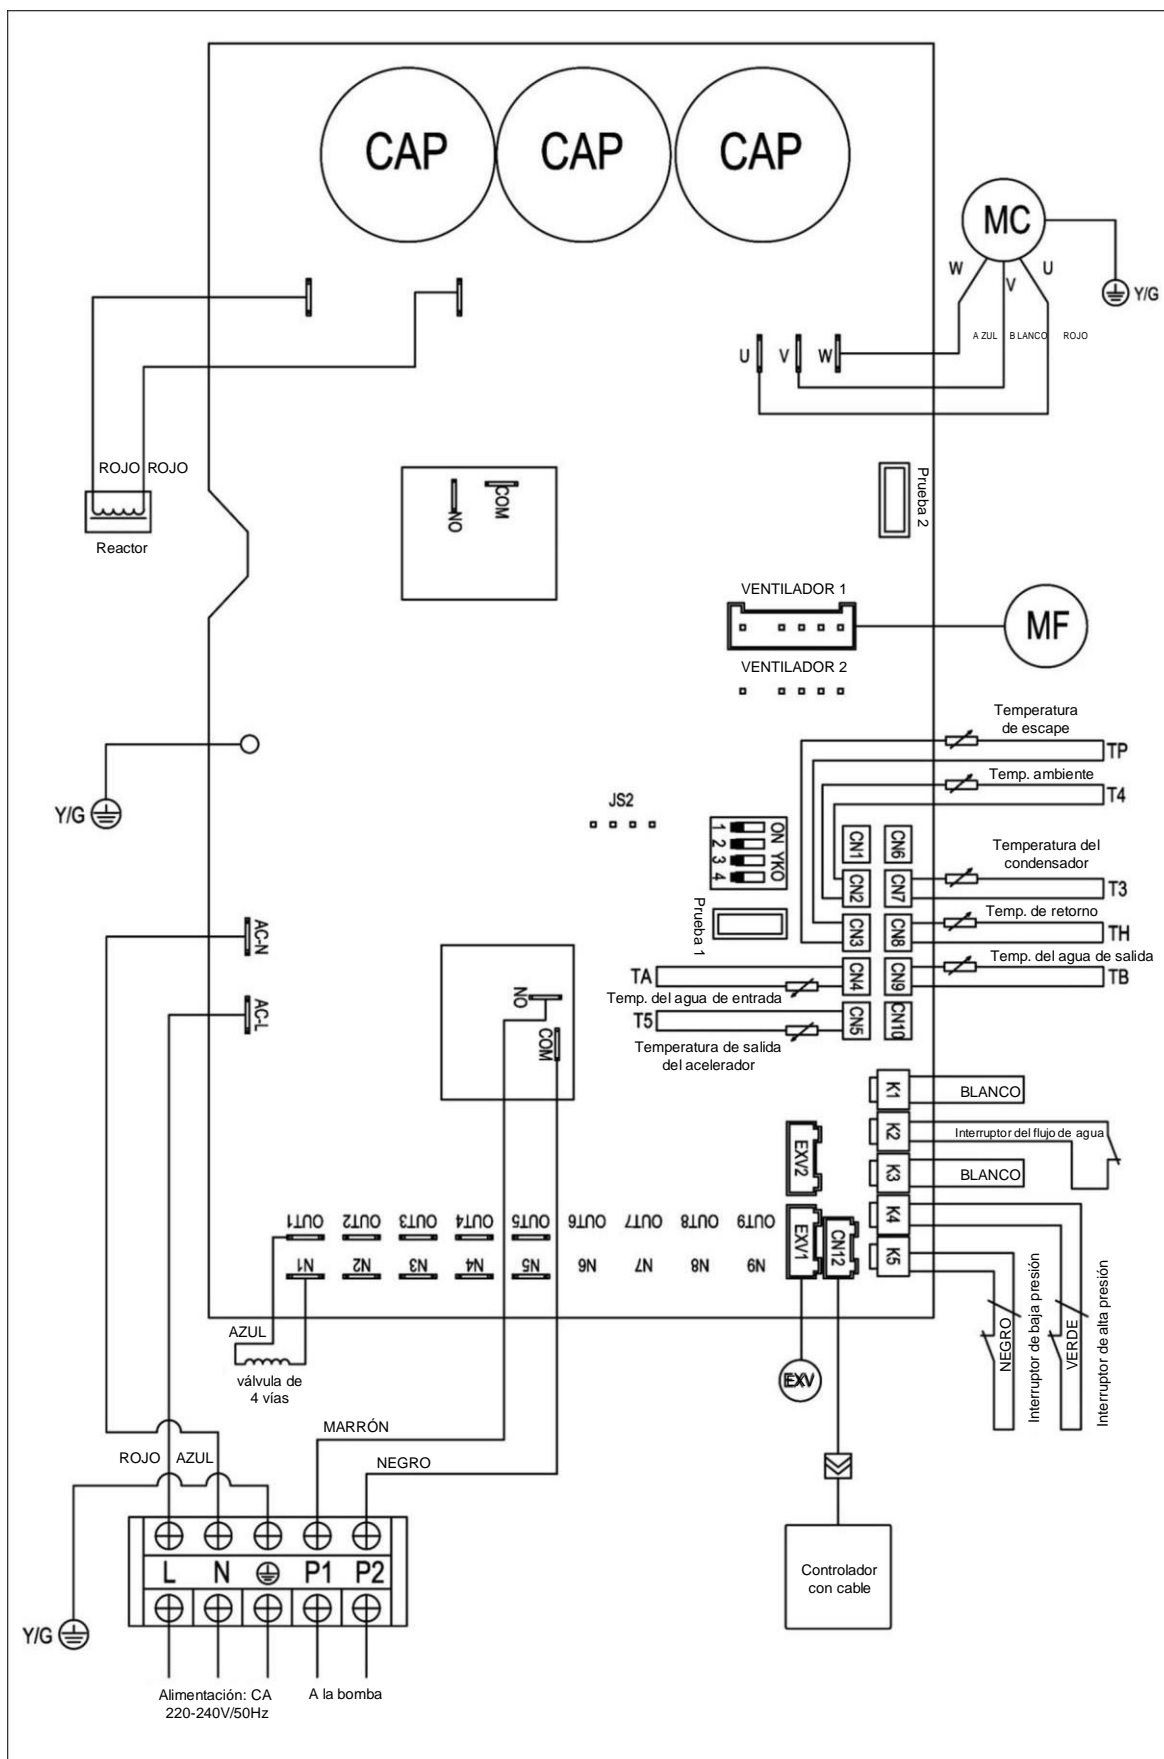 CAP CAP CAP
MC
W V U
Y/G
AZUL BLANCO ROJO
U V W
ROJO ROJO
Reactor
NO COM
Prueba 2
VENTILADOR 1
MF
VENTILADOR 2
Temperatura
de escape
TP
Temp. ambiente
T4
Y/G
JS2
1 2 3 4
ON YKO
CN1 CN6
Temperatura del
condensador
CN2 CN7
T3
Prueba 1
Temp. de retorno
CN3 CN8
TH
AC-N
Temp. del agua de salida
TA
CN4 CN9
TB
Temp. del agua de entrada
AC-L
NO
COM
T5
CN5 CN10
Temperatura de salida
del acelerador
K1
BLANCO
K2
Interruptor del flujo de agua
EXV2
K3
BLANCO
K4
OUT1 OUT2 OUT3 OUT4 OUT5 OUT6 OUT7 OUT8 OUT9
EXV1
CN12
K5
N1 N2 N3 N4 N5 N6 N7 N8 N9
NEGRO
Interruptor de baja presión
VERDE
Interruptor de alta presión
AZUL
válvula de
4 vías
EXV
MARRÓN
ROJO AZUL
NEGRO
L N P1 P2
Controlador
con cable
Y/G
Alimentación: CA
220-240V/50Hz
A la bomba